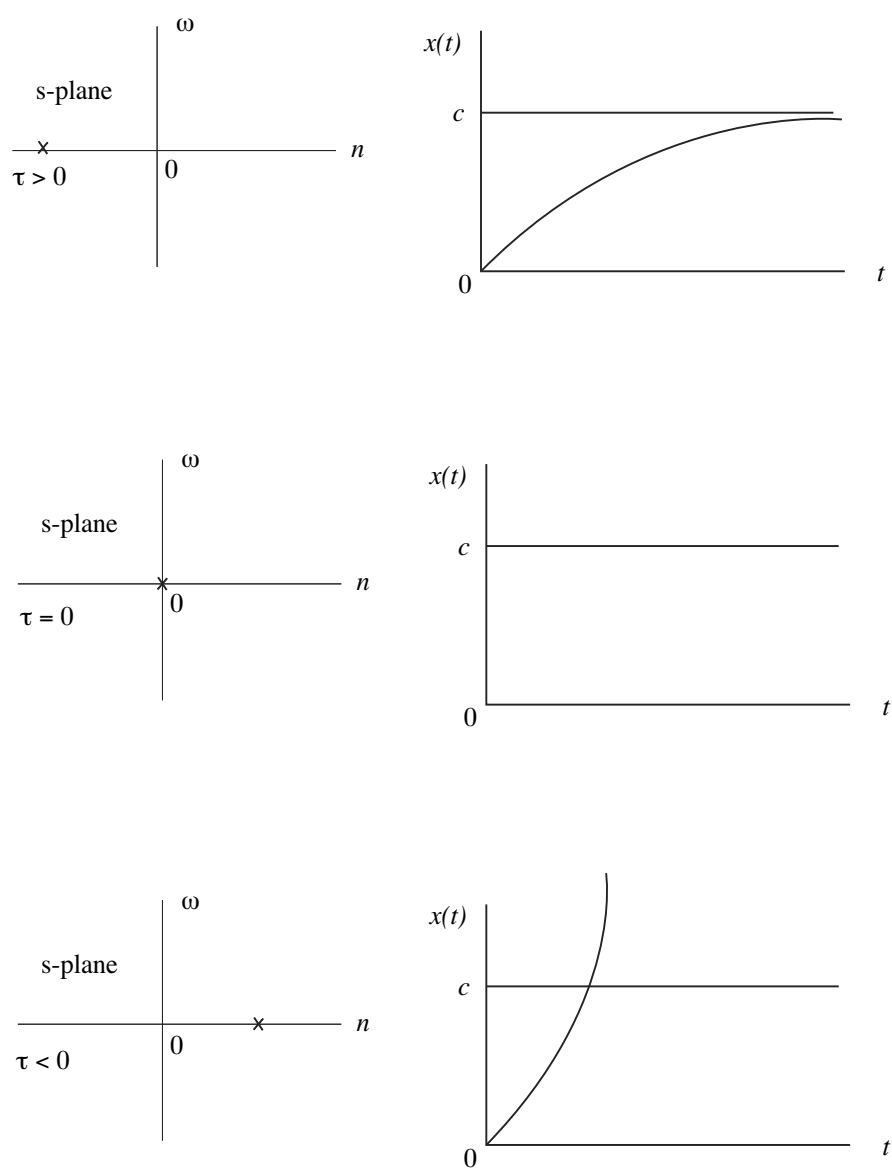 ω
s-plane
n
0
τ > 0
x(t)
c
0
t
ω
s-plane
n
0
τ = 0
x(t)
c
0
t
ω
s-plane
n
0
τ < 0
x(t)
c
0
t